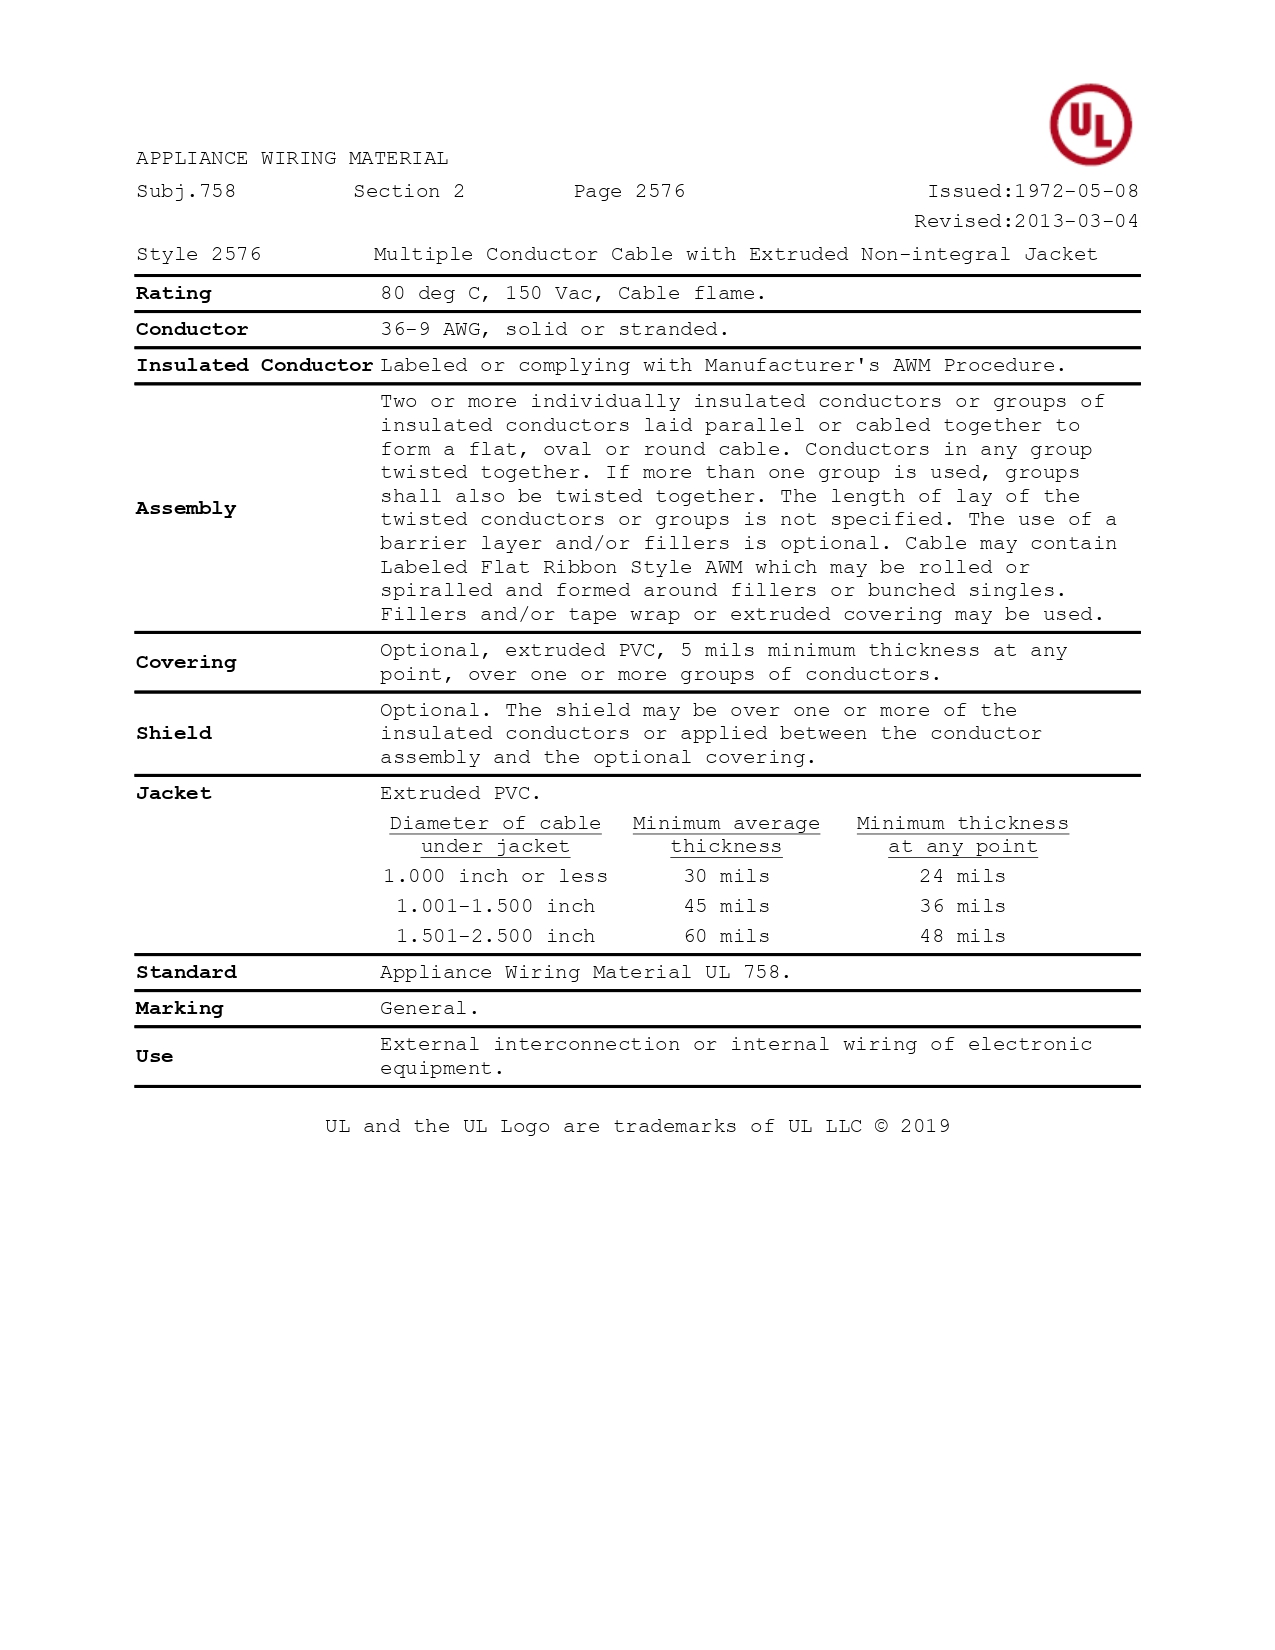 UL
APPLIANCE WIRING MATERIAL
Subj.758 Section 2 Page 2576 Issued:1972-05-08
Revised:2013-03-04
Style 2576 Multiple Conductor Cable with Extruded Non-integral Jacket
Rating 80 deg C, 150 Vac, Cable flame.
Conductor 36-9 AWG, solid or stranded.
Insulated Conductor Labeled or complying with Manufacturer's AWM Procedure.
Assembly
Two or more individually insulated conductors or groups of
insulated conductors laid parallel or cabled together to
form a flat, oval or round cable. Conductors in any group
twisted together. If more than one group is used, groups
shall also be twisted together. The length of lay of the
twisted conductors or groups is not specified. The use of a
barrier layer and/or fillers is optional. Cable may contain
Labeled Flat Ribbon Style AWM which may be rolled or
spiralled and formed around fillers or bunched singles.
Fillers and/or tape wrap or extruded covering may be used.
Covering
Optional, extruded PVC, 5 mils minimum thickness at any
point, over one or more groups of conductors.
Shield
Optional. The shield may be over one or more of the
insulated conductors or applied between the conductor
assembly and the optional covering.
Jacket Extruded PVC.
Diameter of cable Minimum average Minimum thickness
under jacket thickness at any point
1.000 inch or less 30 mils 24 mils
1.001-1.500 inch 45 mils 36 mils
1.501-2.500 inch 60 mils 48 mils
Standard Appliance Wiring Material UL 758.
Marking General.
Use
External interconnection or internal wiring of electronic
equipment.
UL and the UL Logo are trademarks of UL LLC © 2019